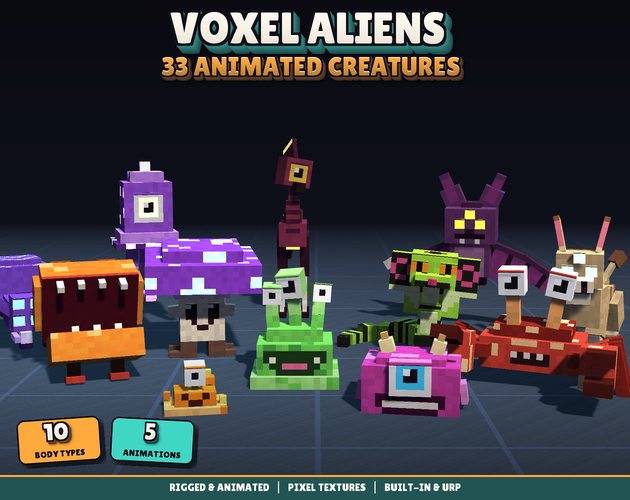 VOXEL ALIENS
33 ANIMATED CREATURES
10
BODY TYPES
5
ANIMATIONS
RIGGED & ANIMATED | PIXEL TEXTURES | BUILT-IN & URP